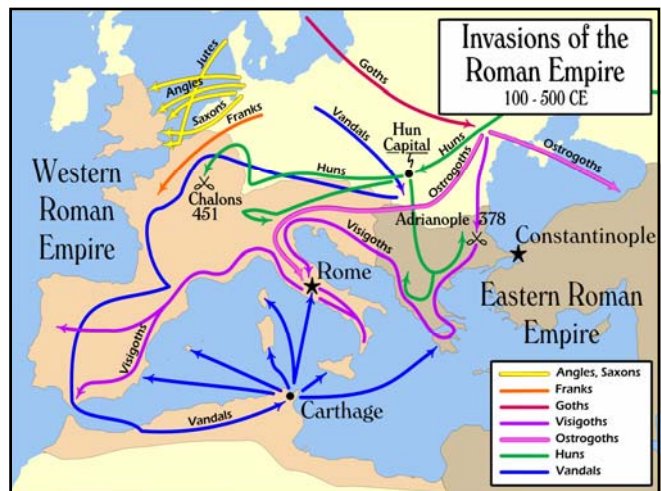 Invasions of the
Roman Empire
100 - 500 CE
Jutes
Angles
Saxons
Franks
Goths
Vandals
Hun
Capital
Huns
Huns
Ostrogoths
Ostrogoths
Western
Roman
Empire
Chalons
451
Visigoths
Adrianople 378
Constantinople
Rome
Eastern Roman
Empire
Visigoths
Vandals
Carthage
Angles, Saxons
Franks
Goths
Visigoths
Ostrogoths
Huns
Vandals